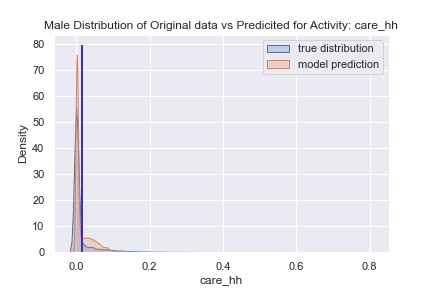 Male Distribution of Original data vs Predicited for Activity: care_hh
true distribution
model prediction
Density
80
70
60
50
40
30
20
10
0
0.0 0.2 0.4 0.6 0.8
care_hh